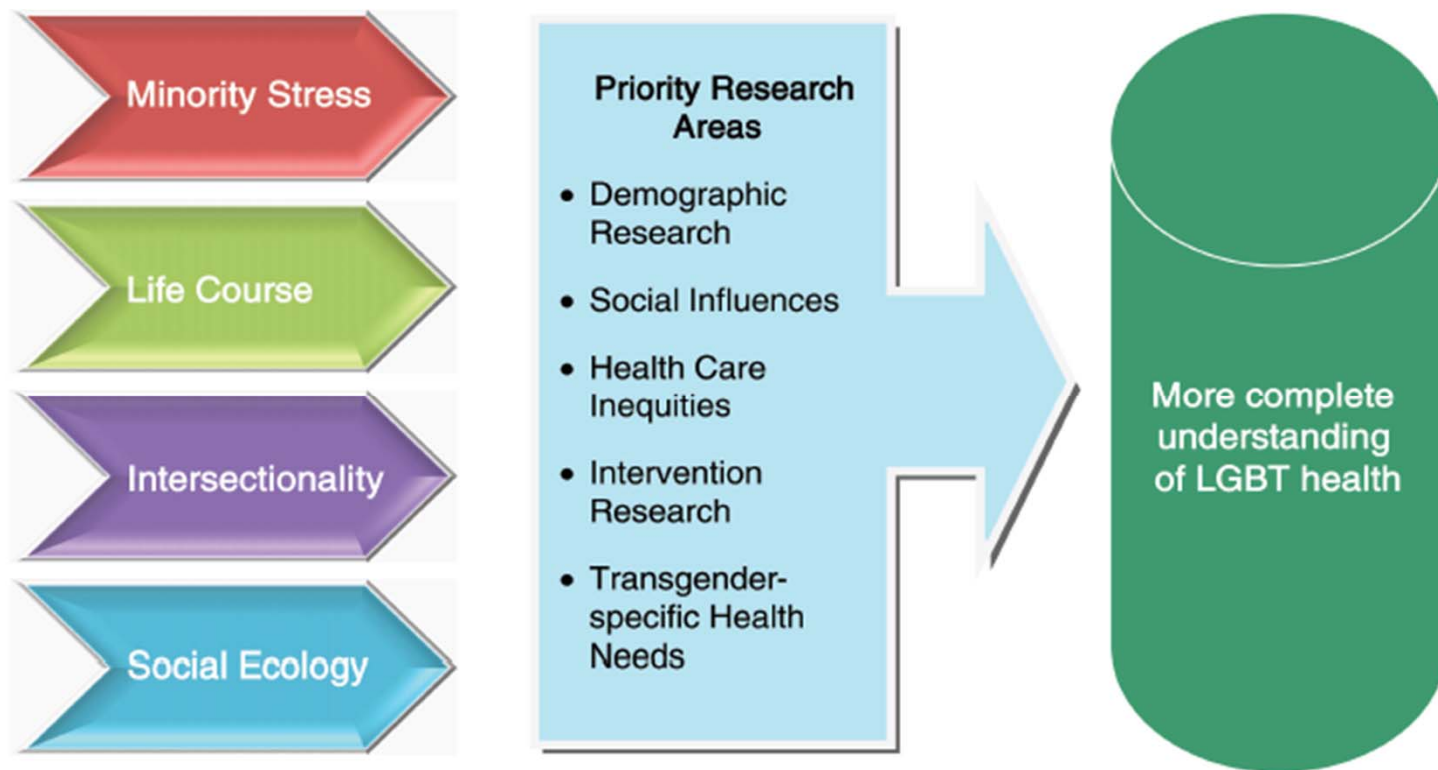 Minority Stress
Life Course
Intersectionality
Social Ecology
Priority Research
Areas
• Demographic
Research
• Social Influences
• Health Care
Inequities
• Intervention
Research
• Transgender-
specific Health
Needs
More complete
understanding
of LGBT health